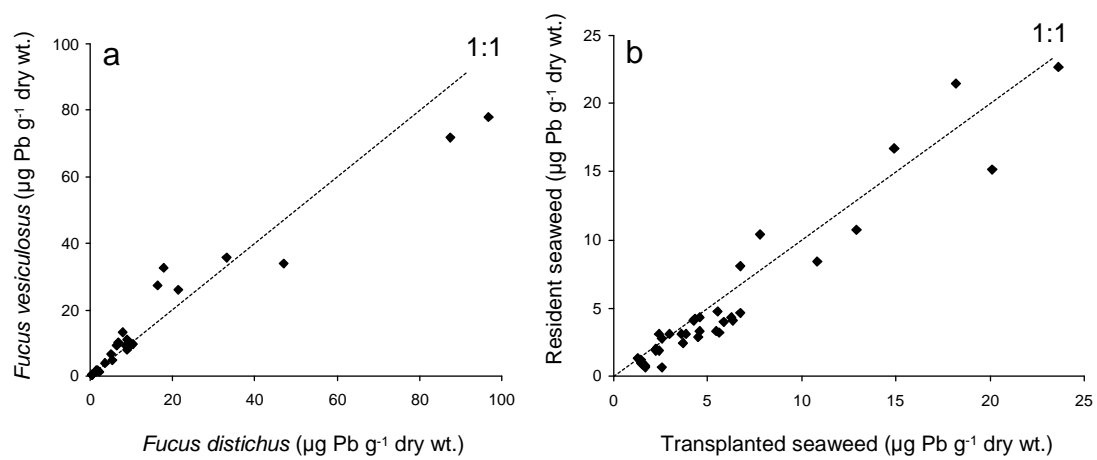 a
1:1
Fucus vesiculosus (µg Pb g⁻¹ dry wt.)
100
80
60
40
20
0
0 20 40 60 80 100
Fucus distichus (µg Pb g⁻¹ dry wt.)
b
1:1
Resident seaweed (µg Pb g⁻¹ dry wt.)
25
20
15
10
5
0
0 5 10 15 20 25
Transplanted seaweed (µg Pb g⁻¹ dry wt.)